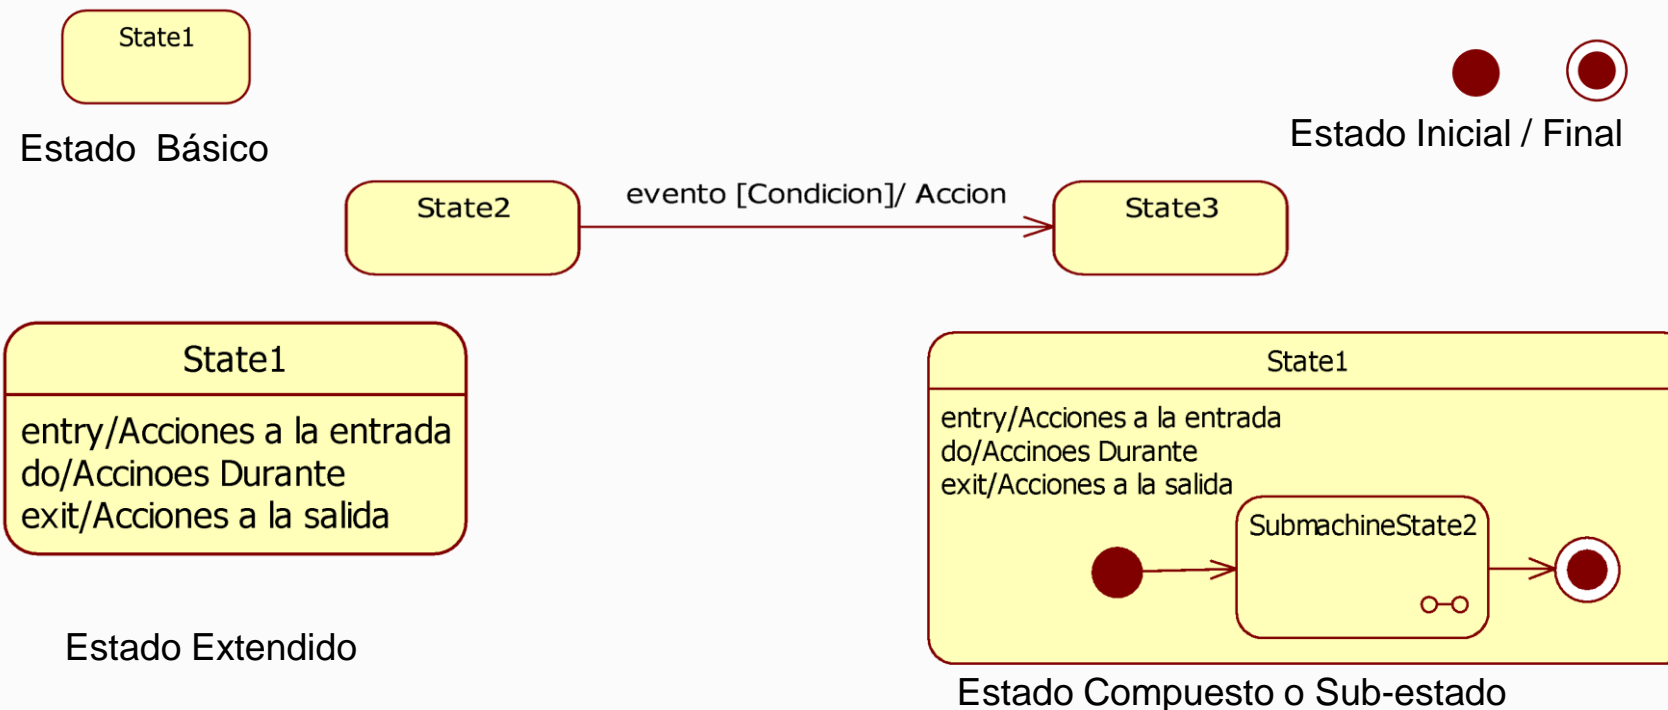 State1
Estado Básico
Estado Inicial / Final
State2
evento [Condicion]/ Accion
State3
State1
entry/Acciones a la entrada
do/Accinoes Durante
exit/Acciones a la salida
Estado Extendido
State1
entry/Acciones a la entrada
do/Accinoes Durante
exit/Acciones a la salida
SubmachineState2
Estado Compuesto o Sub-estado